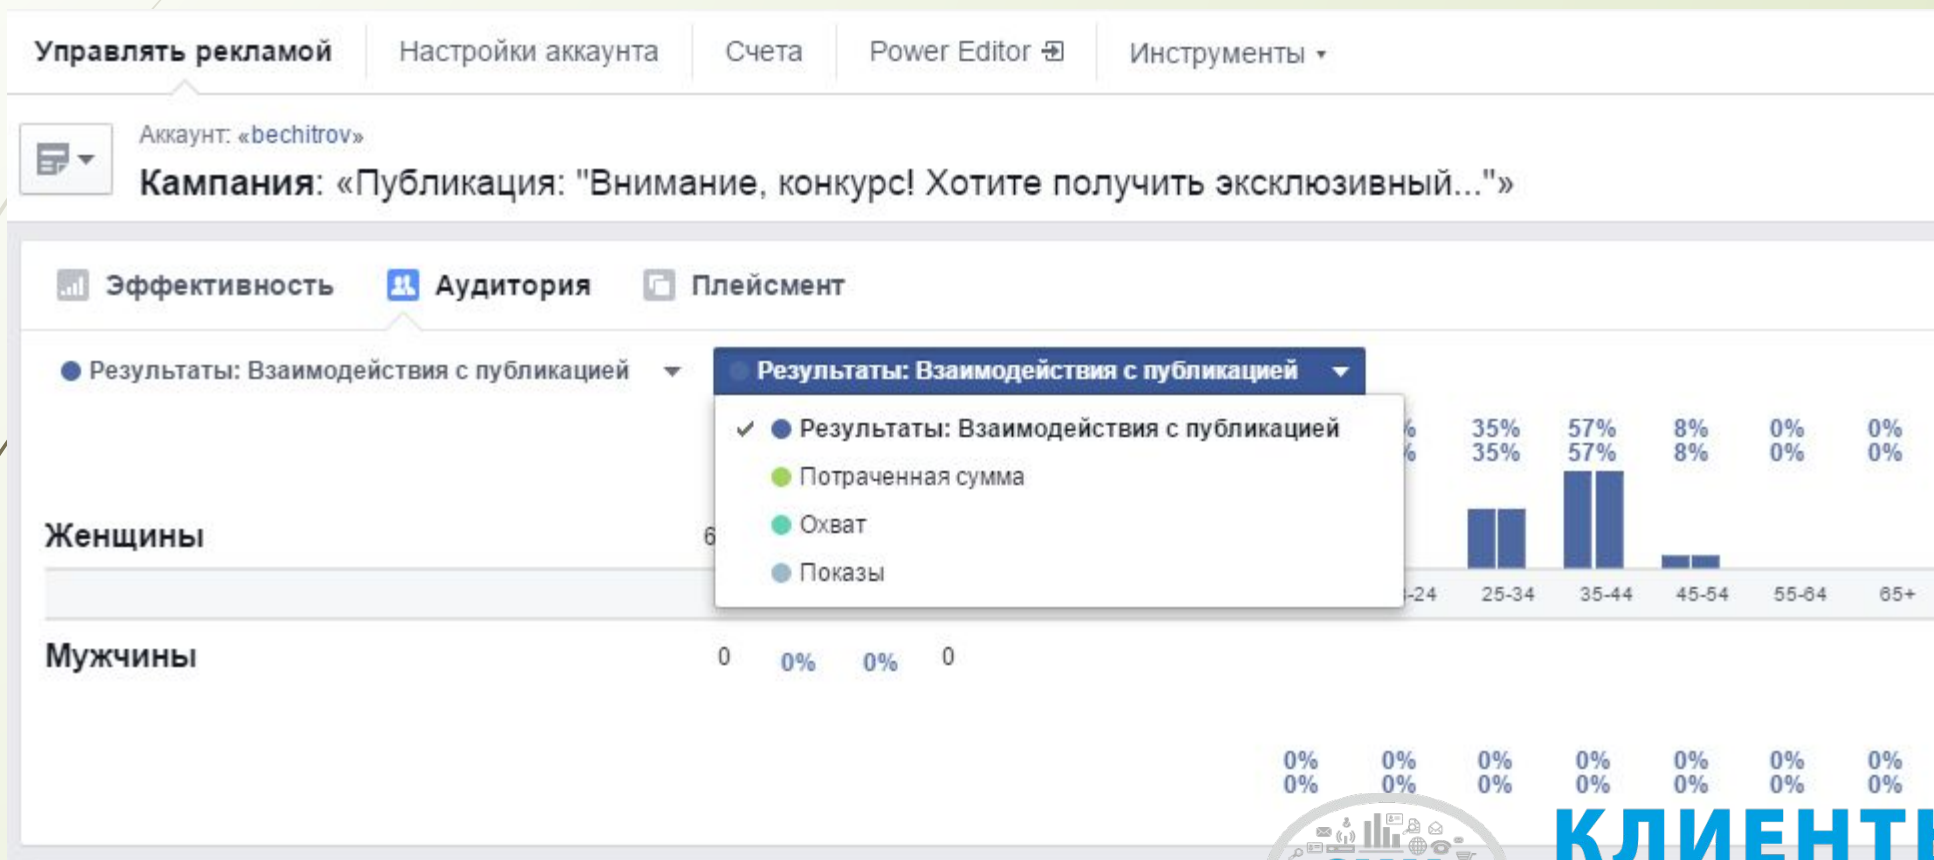 Управлять рекламой Настройки аккаунта Счета Power Editor Инструменты
Аккаунт: «bechitrov»
Кампания: «Публикация: "Внимание, конкурс! Хотите получить эксклюзивный..."»
Эффективность Аудитория Плейсмент
Результаты: Взаимодействия с публикацией Результаты: Взаимодействия с публикацией
Результаты: Взаимодействия с публикацией
35% 57% 8% 0% 0%
35% 57% 8% 0% 0%
Потраченная сумма
Охват
Женщины
Показы
25-34 35-44 45-54 55-64 65+
Мужчины 0 0% 0% 0
0% 0% 0% 0% 0% 0% 0%
0% 0% 0% 0% 0% 0% 0%